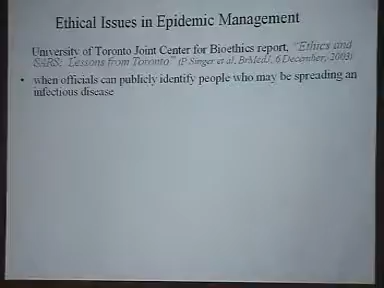 Ethical Issues in Epidemic Management
University of Toronto Joint Center for Bioethics report, "Ethics and
SARS: Lessons from Toronto" (P Singer et al, BrMedJ, 6 December, 2003)
• when officials can publicly identify people who may be spreading an
infectious disease